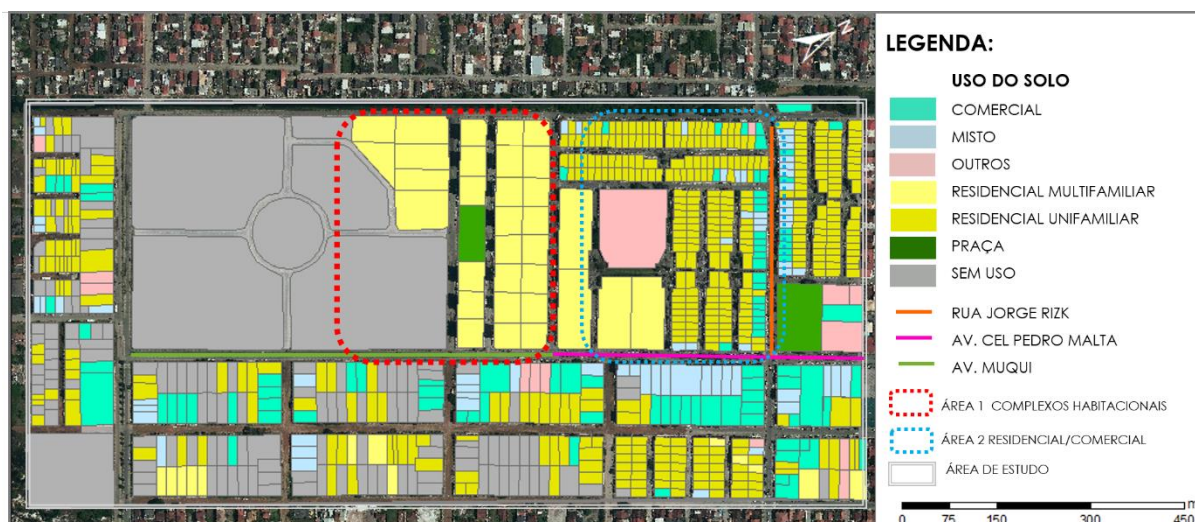 N
LEGENDA:
USO DO SOLO
COMERCIAL
MISTO
OUTROS
RESIDENCIAL MULTIFAMILIAR
RESIDENCIAL UNIFAMILIAR
PRAÇA
SEM USO
RUA JORGE RIZK
AV. CEL PEDRO MALTA
AV. MUQUI
ÁREA 1 COMPLEXOS HABITACIONAIS
ÁREA 2 RESIDENCIAL/COMERCIAL
ÁREA DE ESTUDO
m
0 75 150 300 450